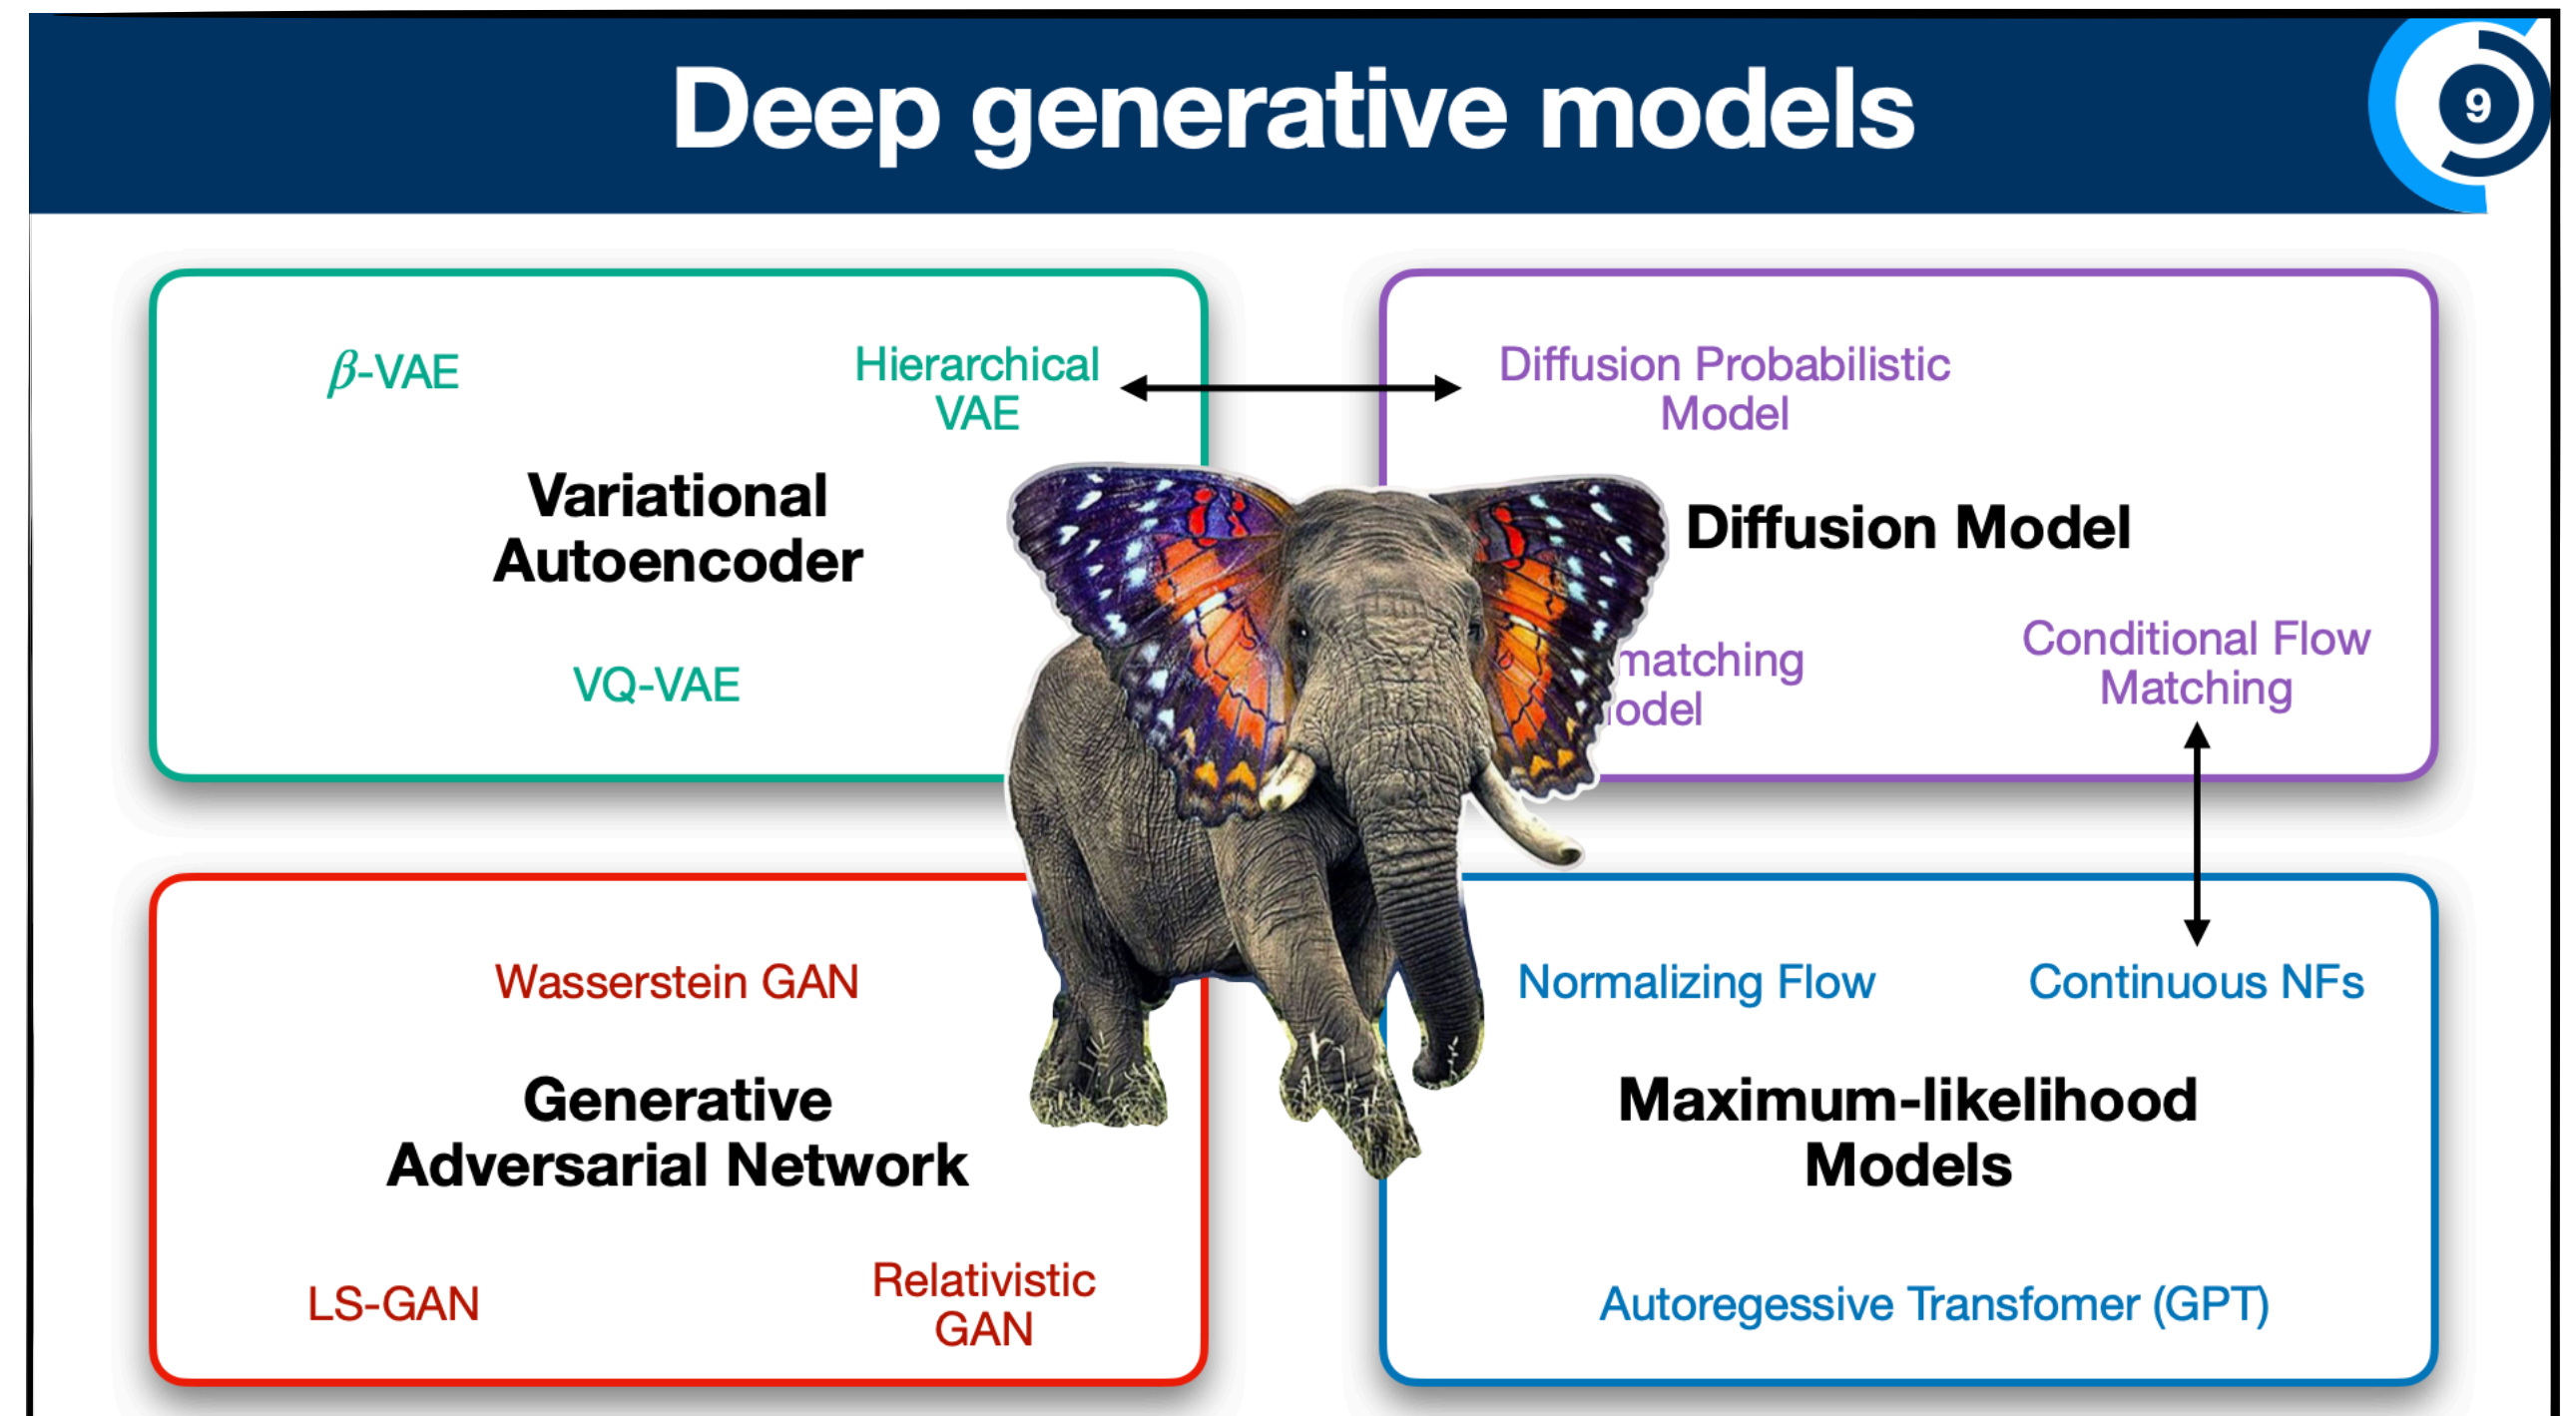 Deep generative models
9
β-VAE
Hierarchical
VAE
Variational
Autoencoder
VQ-VAE
Diffusion Probabilistic
Model
Diffusion Model
matching
odel
Conditional Flow
Matching
Wasserstein GAN
Generative
Adversarial Network
LS-GAN
Relativistic
GAN
Normalizing Flow
Continuous NFs
Maximum-likelihood
Models
Autoregessive Transfomer (GPT)